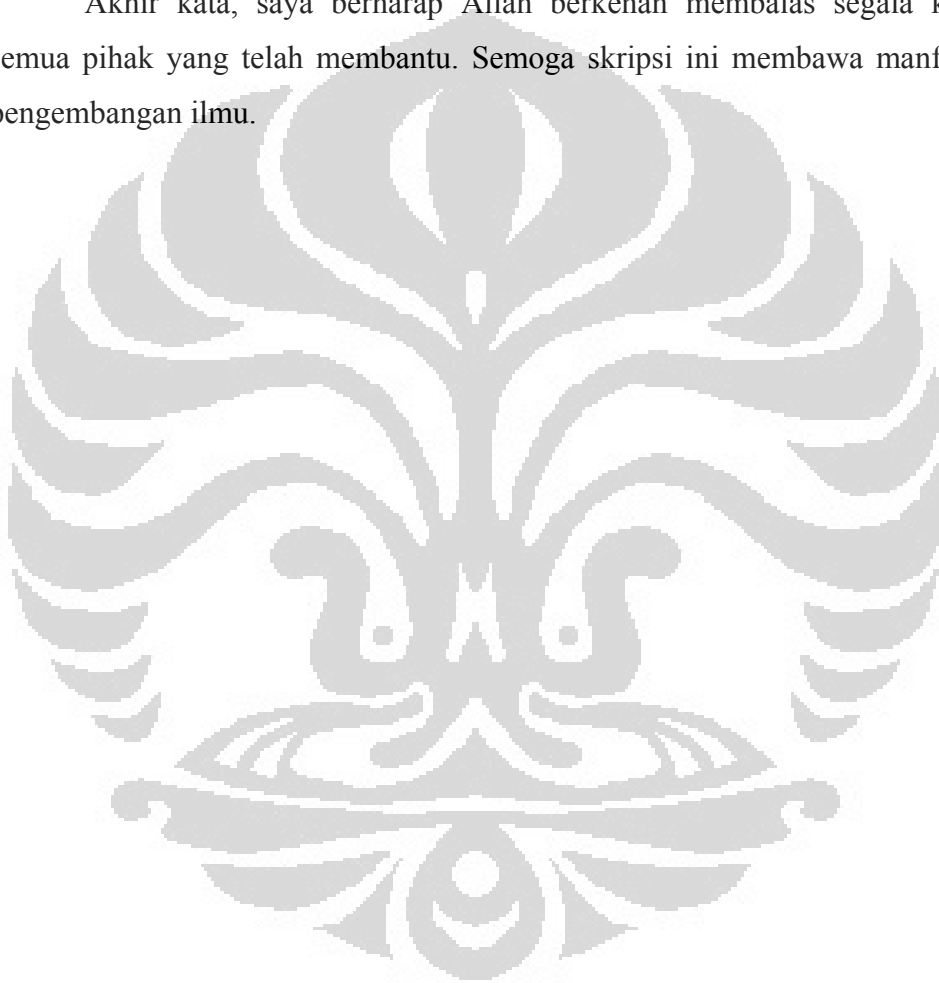 Akhir kata, saya berharap Allah berkenan membalas segala k
emua pihak yang telah membantu. Semoga skripsi ini membawa manf
pengembangan ilmu.